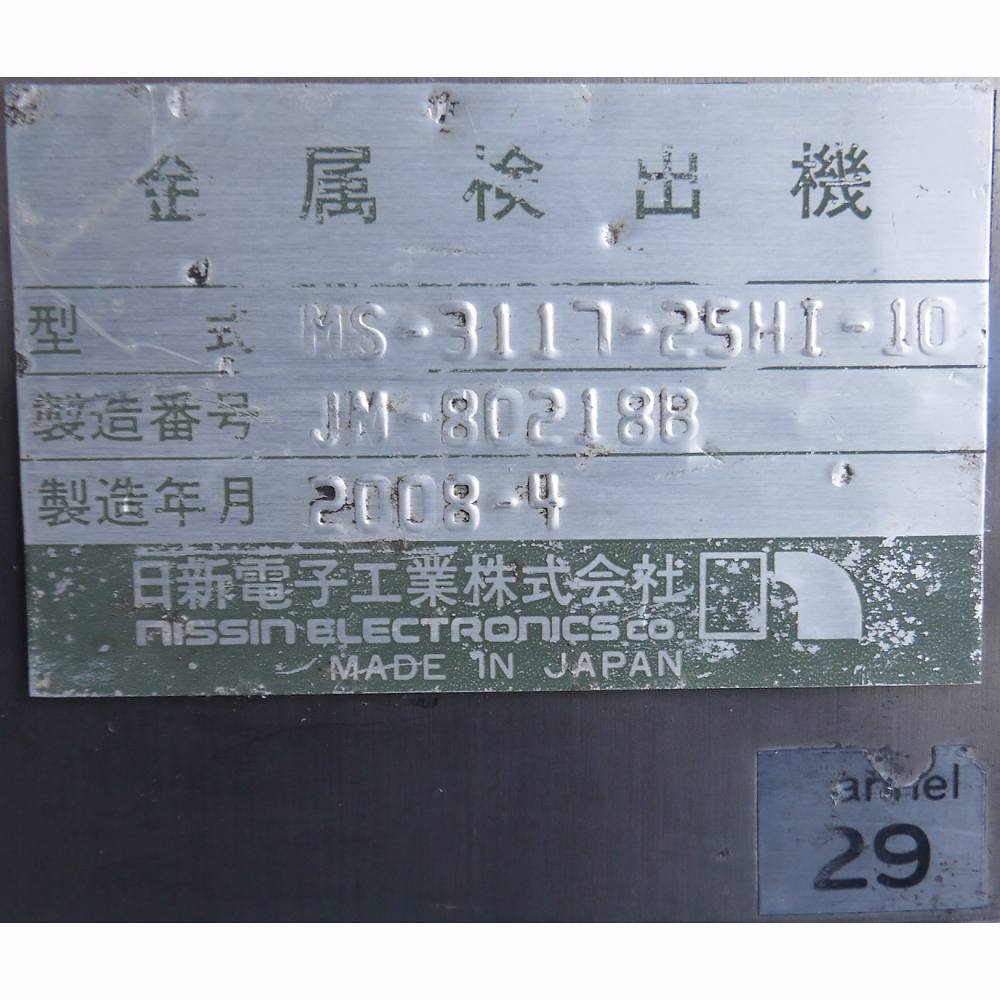 金属検出機
型式 MS-3117-25HI-10
製造番号 JM-80218B
製造年月 2008-4
日新電子工業株式会社
NISSIN ELECTRONICS CO.
MADE IN JAPAN
29